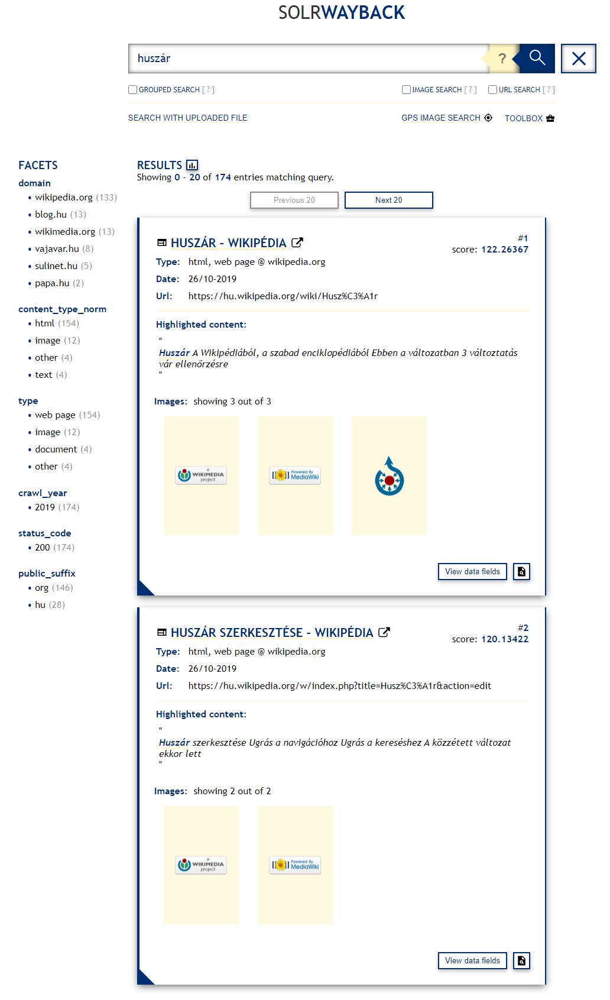 SOLRWAYBACK
huszár
?
GROUPED SEARCH [ ? ]
IMAGE SEARCH [ ? ]
URL SEARCH [ ? ]
SEARCH WITH UPLOADED FILE
GPS IMAGE SEARCH
TOOLBOX
FACETS
domain
• wikipedia.org (133)
• blog.hu (13)
• wikimedia.org (13)
• vajavar.hu (8)
• sulinet.hu (5)
• papa.hu (2)
content_type_norm
• html (154)
• image (12)
• other (4)
• text (4)
type
• web page (154)
• image (12)
• document (4)
• other (4)
crawl_year
• 2019 (174)
status_code
• 200 (174)
public_suffix
• org (146)
• hu (28)
RESULTS
Showing 0 - 20 of 174 entries matching query.
Previous 20
Next 20
HUSZÁR – WIKIPÉDIA
#1
score: 122.26367
Type: html, web page @ wikipedia.org
Date: 26/10-2019
Url: https://hu.wikipedia.org/wiki/Husz%C3%A1r
Highlighted content:
"
Huszár A Wikipédiából, a szabad enciklopédiából Ebben a változatban 3 változtatás
vár ellenőrzésre
"
Images: showing 3 out of 3
a
WIKIMEDIA
project
Powered By
MediaWiki
View data fields
HUSZÁR SZERKESZTÉSE – WIKIPÉDIA
#2
score: 120.13422
Type: html, web page @ wikipedia.org
Date: 26/10-2019
Url: https://hu.wikipedia.org/w/index.php?title=Husz%C3%A1r&action=edit
Highlighted content:
"
Huszár szerkesztése Ugrás a navigációhoz Ugrás a kereséshez A közzétett változat
ekkor lett
"
Images: showing 2 out of 2
a
WIKIMEDIA
project
Powered By
MediaWiki
View data fields